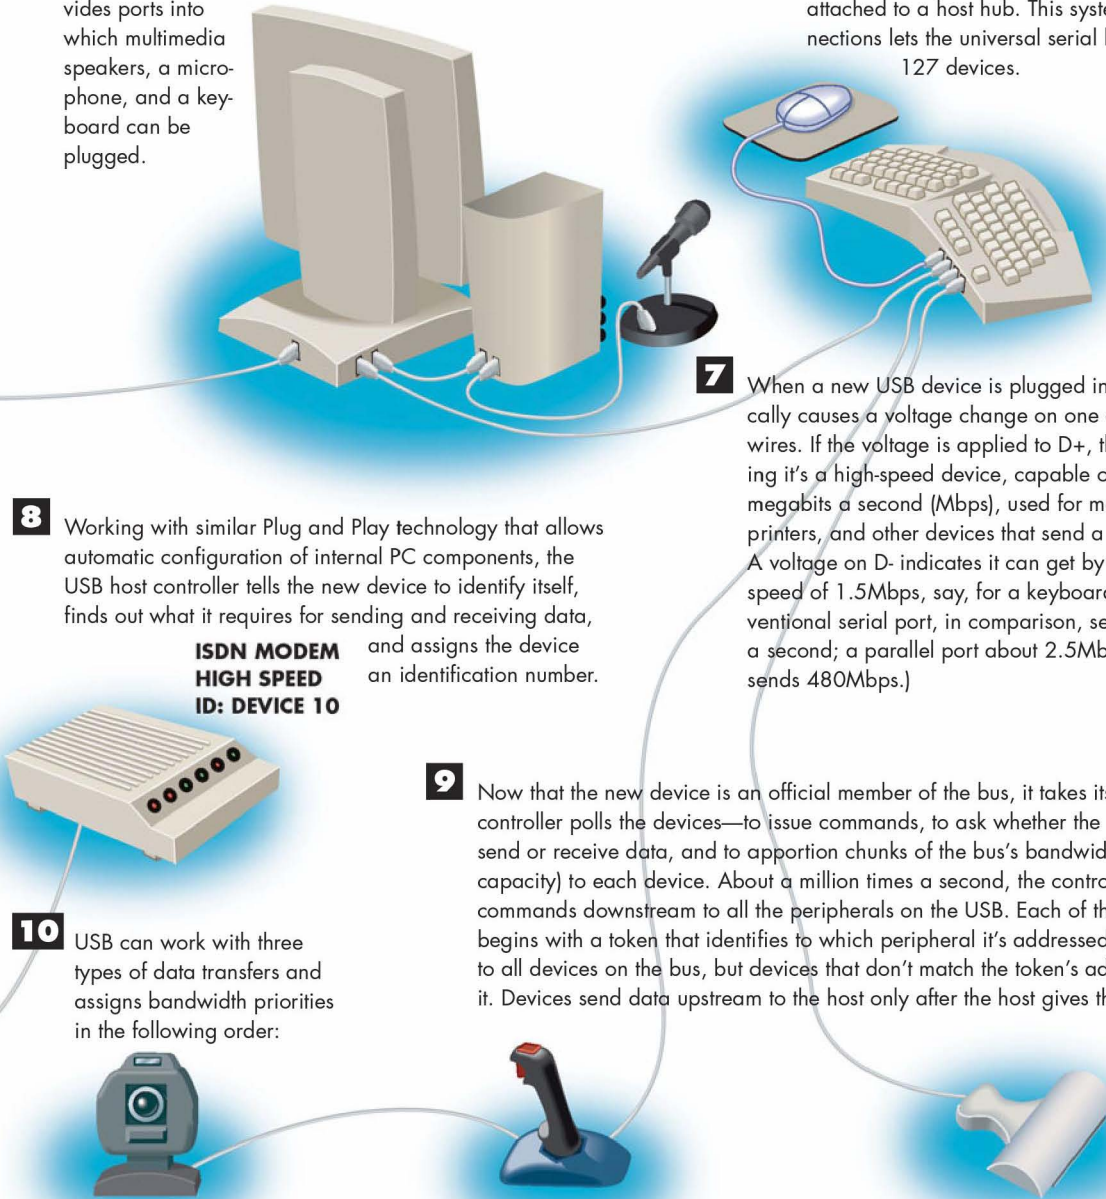 vides ports into
which multimedia
speakers, a micro-
phone, and a key-
board can be
plugged.
attached to a host hub. This syste
nections lets the universal serial
127 devices.
7 When a new USB device is plugged in
cally causes a voltage change on one
wires. If the voltage is applied to D+, th
ing it's a high-speed device, capable o
megabits a second (Mbps), used for m
printers, and other devices that send a
A voltage on D- indicates it can get by
speed of 1.5Mbps, say, for a keyboard
ventional serial port, in comparison, se
a second; a parallel port about 2.5Mb
sends 480Mbps.)
8 Working with similar Plug and Play technology that allows
automatic configuration of internal PC components, the
USB host controller tells the new device to identify itself,
finds out what it requires for sending and receiving data,
and assigns the device
an identification number.
ISDN MODEM
HIGH SPEED
ID: DEVICE 10
9 Now that the new device is an official member of the bus, it takes its
controller polls the devices—to issue commands, to ask whether the
send or receive data, and to apportion chunks of the bus's bandwid
capacity) to each device. About a million times a second, the contro
commands downstream to all the peripherals on the USB. Each of th
begins with a token that identifies to which peripheral it's addressed
to all devices on the bus, but devices that don't match the token's ad
it. Devices send data upstream to the host only after the host gives th
10 USB can work with three
types of data transfers and
assigns bandwidth priorities
in the following order: